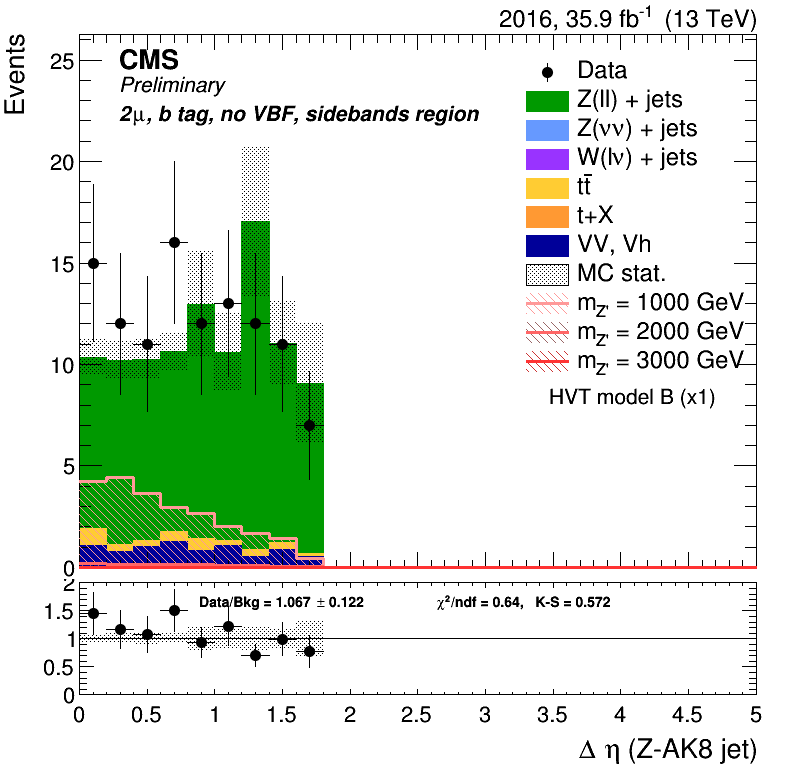 2016, 35.9 fb⁻¹ (13 TeV)
Events
CMS
Preliminary
2μ, b tag, no VBF, sidebands region
Data
Z(ll) + jets
Z(νν) + jets
W(lν) + jets
tt̄
t+X
VV, Vh
MC stat.
m_Z' = 1000 GeV
m_Z' = 2000 GeV
m_Z' = 3000 GeV
HVT model B (x1)
25
20
15
10
5
0
Data/Bkg = 1.067 ± 0.122 χ²/ndf = 0.64, K-S = 0.572
2
1.5
1
0.5
0
0 0.5 1 1.5 2 2.5 3 3.5 4 4.5 5
Δ η (Z-AK8 jet)